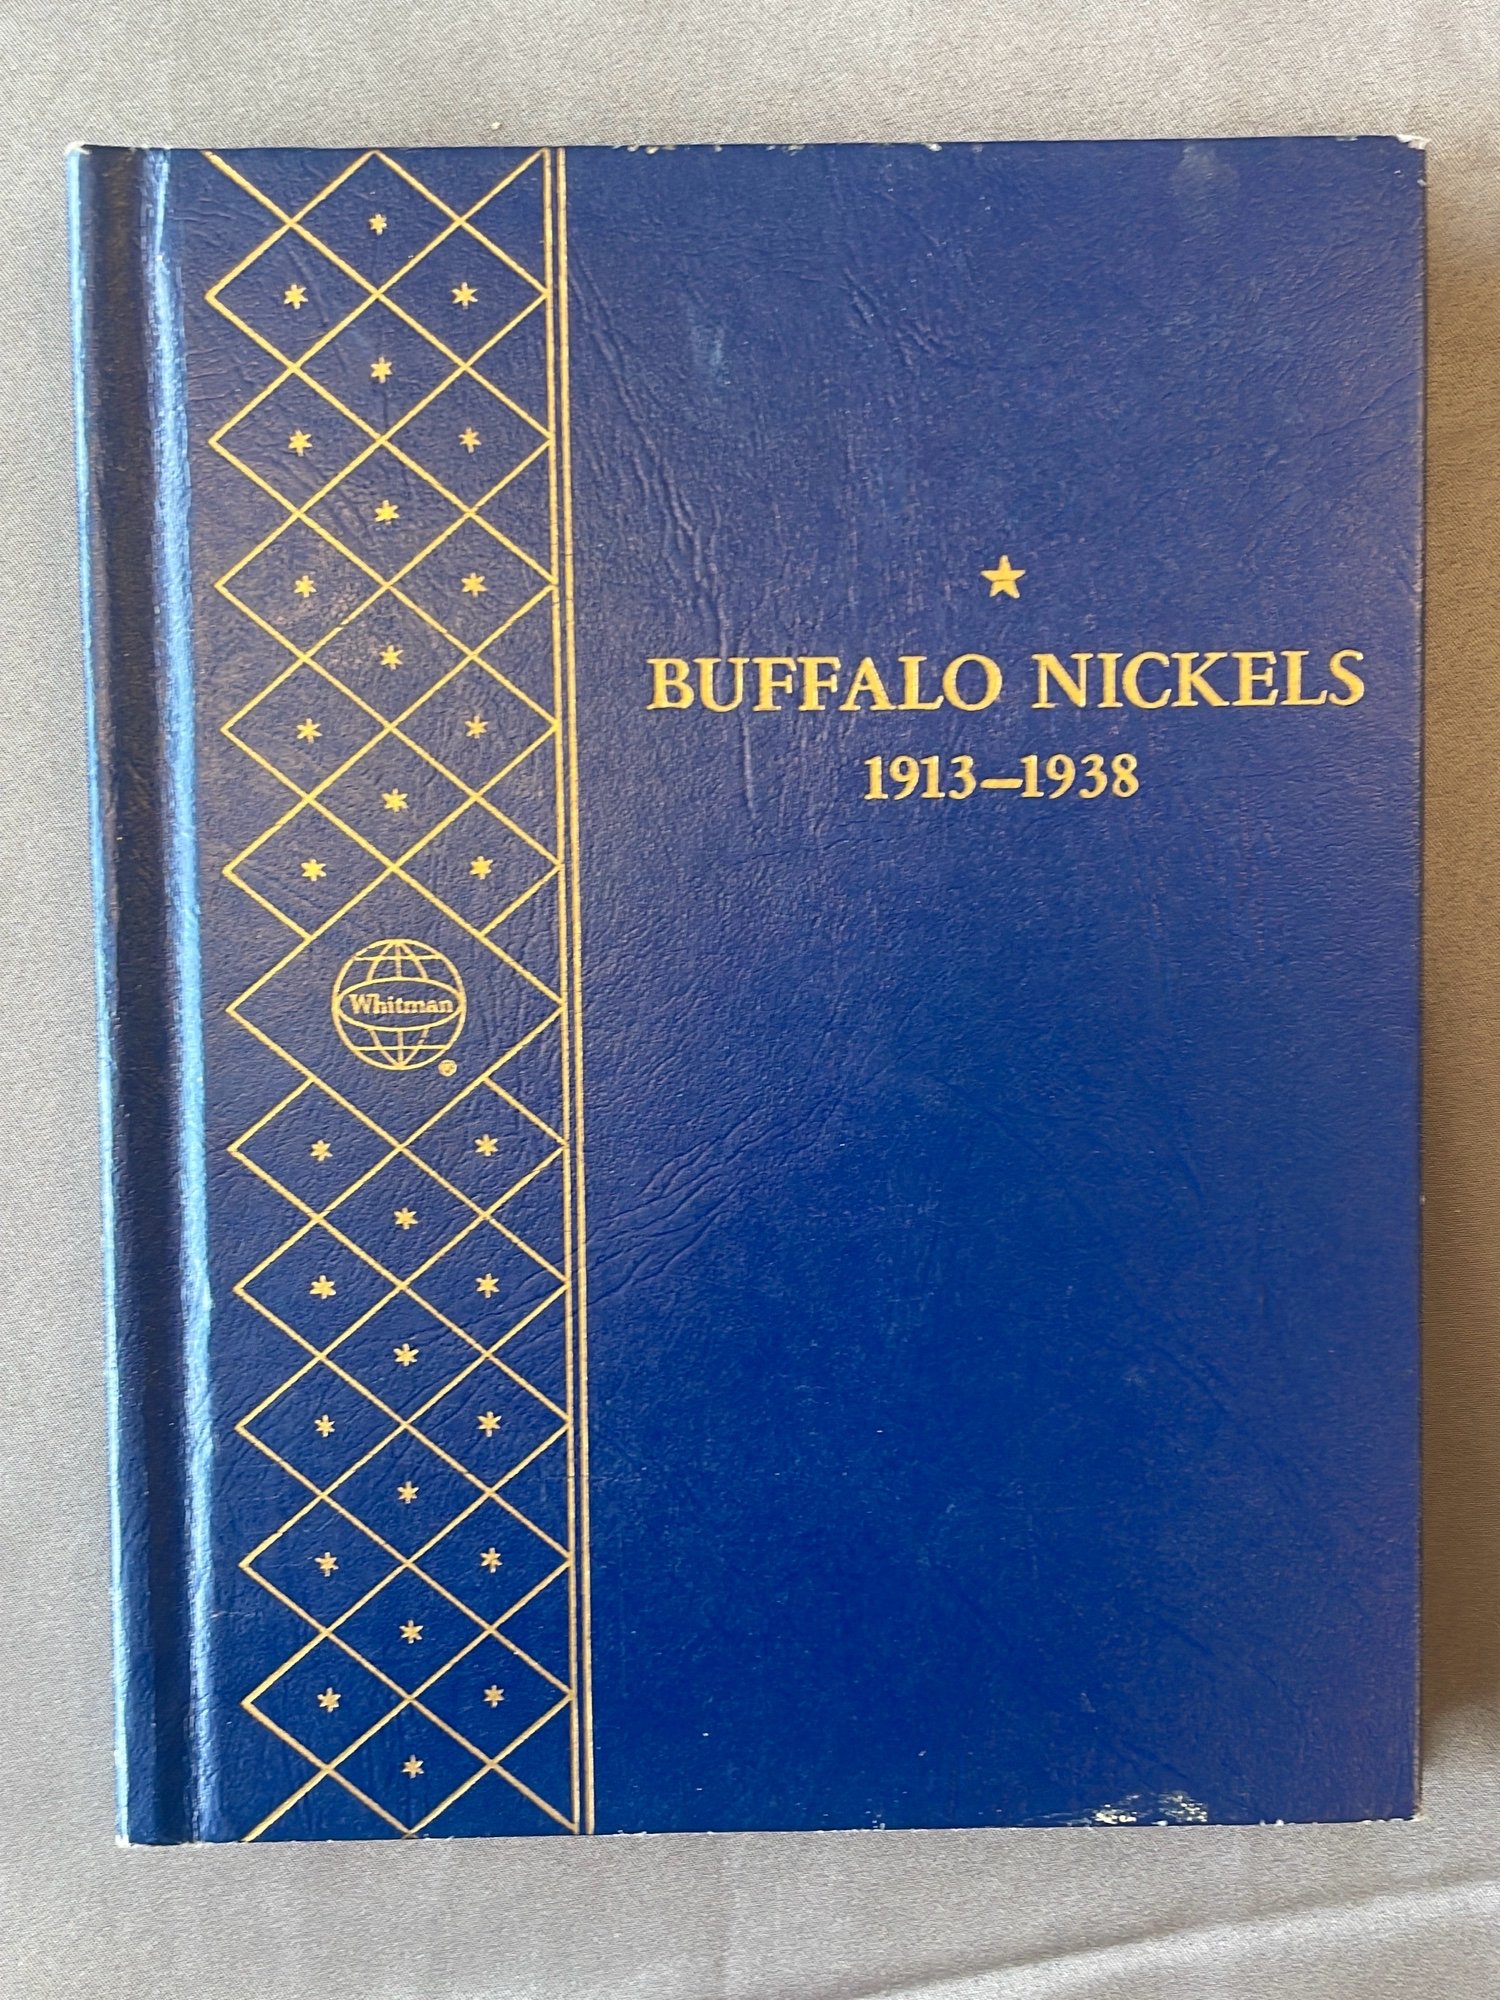 BUFFALO NICKELS
1913–1938
Whitman
®